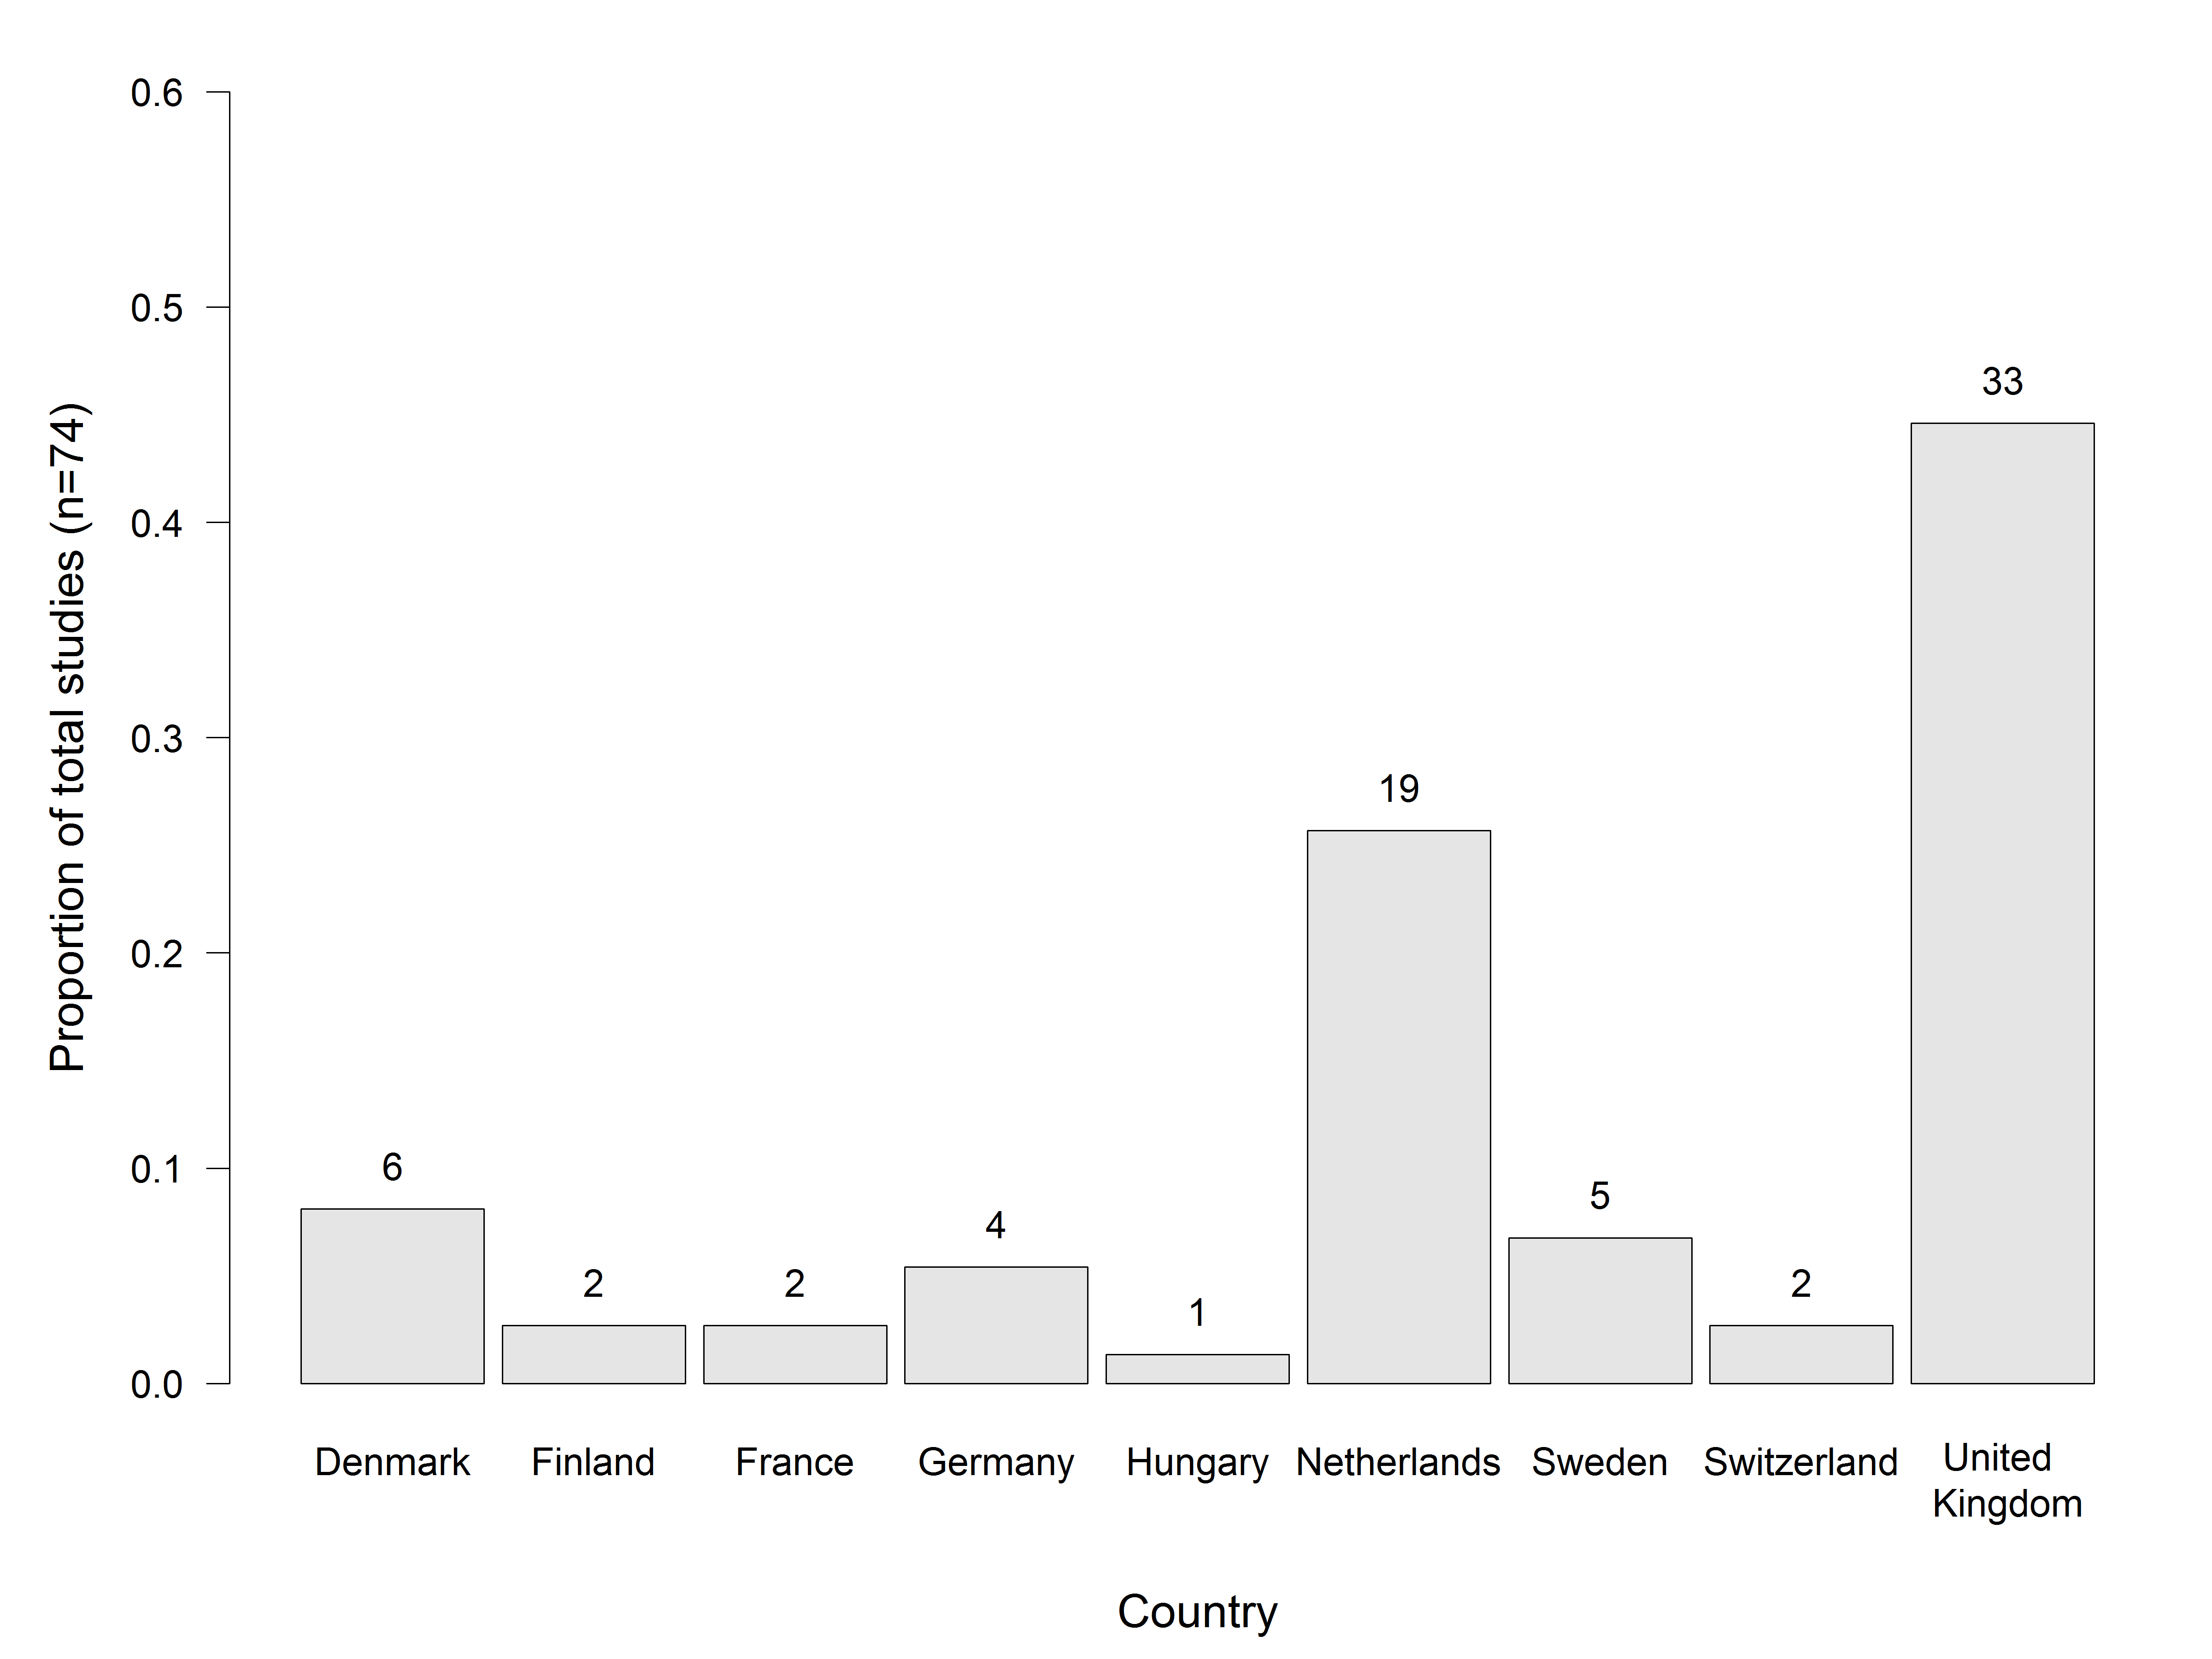 Proportion of total studies (n=74)
0.6
0.5
0.4
0.3
0.2
0.1
0.0
6
2
2
4
1
19
5
2
33
Denmark
Finland
France
Germany
Hungary
Netherlands
Sweden
Switzerland
United
Kingdom
Country